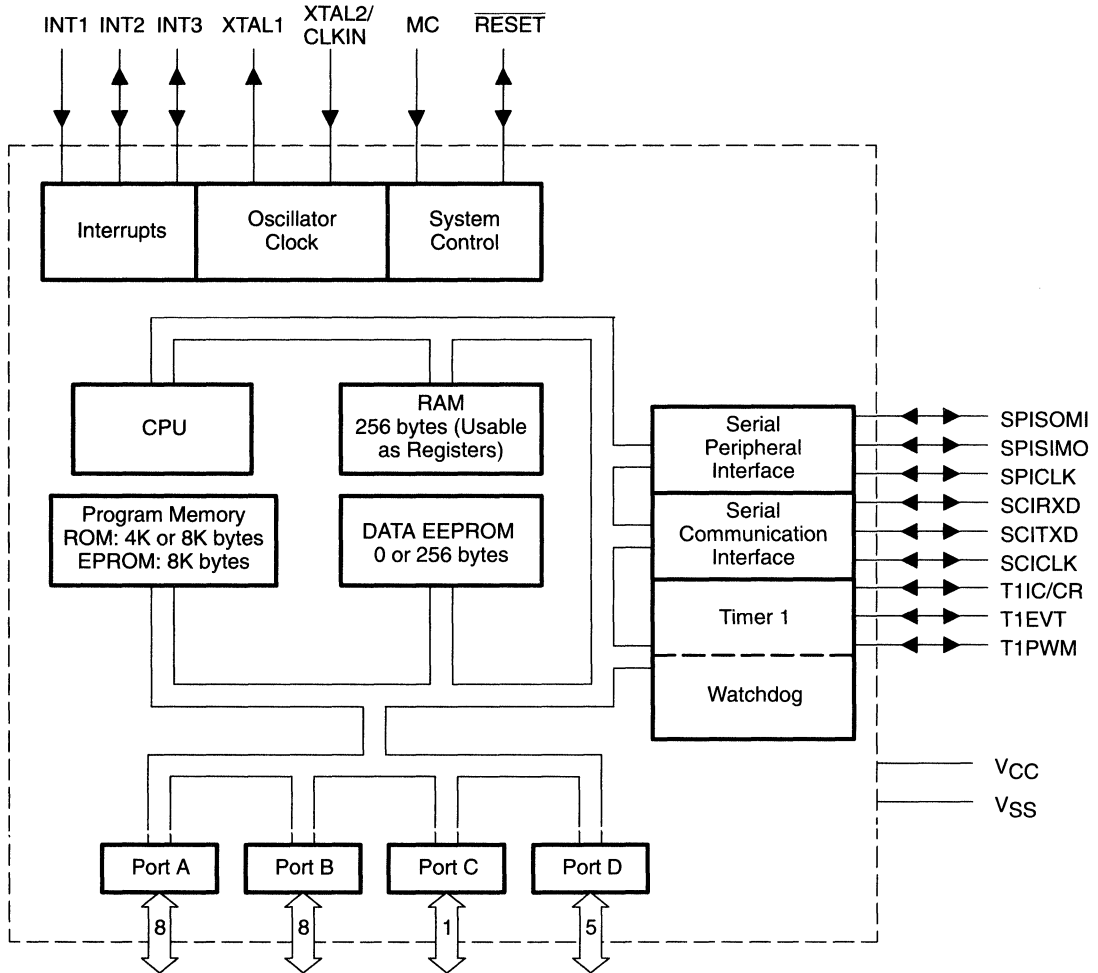 INT1 INT2 INT3 XTAL1 XTAL2/ CLKIN MC RESET
Interrupts
Oscillator
Clock
System
Control
CPU
RAM
256 bytes (Usable
as Registers)
Program Memory
ROM: 4K or 8K bytes
EPROM: 8K bytes
DATA EEPROM
0 or 256 bytes
Serial
Peripheral
Interface
Serial
Communication
Interface
Timer 1
Watchdog
SPISOMI
SPISIMO
SPICLK
SCIRXD
SCITXD
SCICLK
T1IC/CR
T1EVT
T1PWM
VCC
VSS
Port A
Port B
Port C
Port D
8
8
1
5